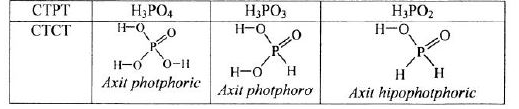 CTPT H₃PO₄ H₃PO₃ H₃PO₂
CTCT
H–O O H–O O H–O O
P P P
H–O O–H H–O H H H
Axit photphoric Axit photphorơ Axit hipophotphoric